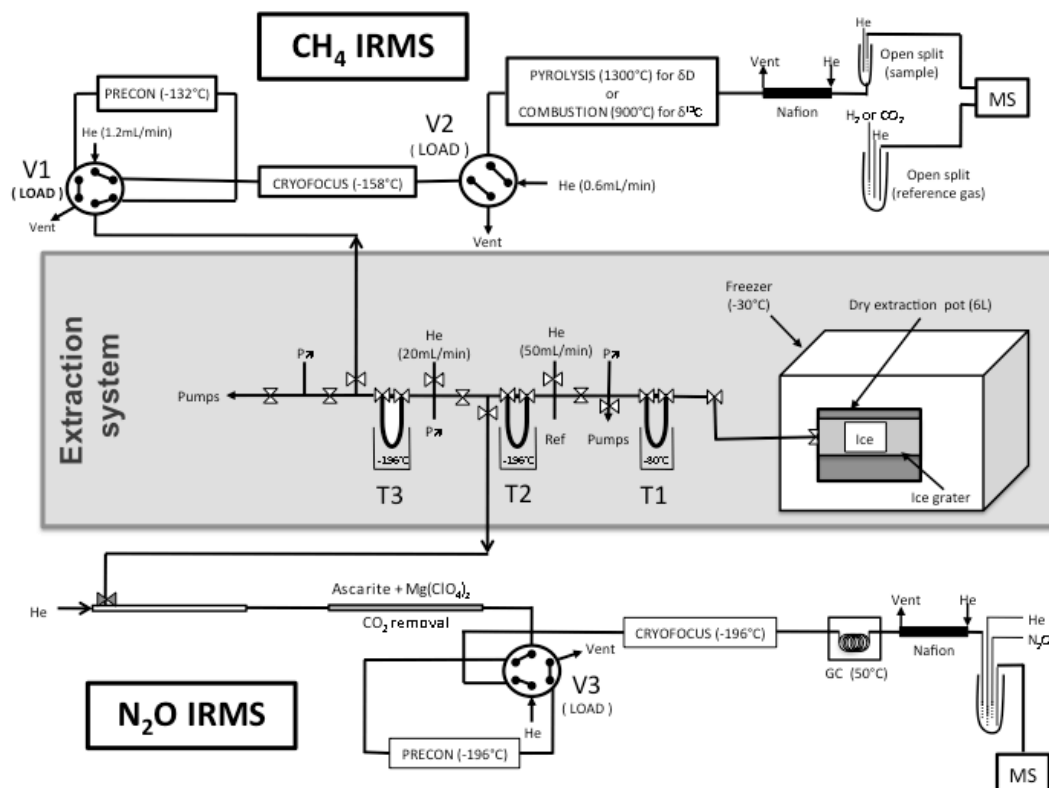 CH₄ IRMS
PRECON (-132°C)
He (1.2mL/min)
V1
( LOAD)
Vent
CRYOFOCUS (-158°C)
V2
( LOAD)
He (0.6mL/min)
Vent
PYROLYSIS (1300°C) for δD
or
COMBUSTION (900°C) for δ¹³C
Vent
He
Nafion
He
Open split
(sample)
H₂ or CO₂
He
Open split
(reference gas)
MS
Extraction
system
Pumps
P↗
He
(20mL/min)
P↗
He
(50mL/min)
Ref
P↗
Pumps
-196°C
T3
-196°C
T2
-80°C
T1
Freezer
(-30°C)
Dry extraction pot (6L)
Ice
Ice grater
He
Ascarite + Mg(ClO₄)₂
CO₂ removal
N₂O IRMS
Vent
V3
( LOAD)
He
PRECON (-196°C)
CRYOFOCUS (-196°C)
GC (50°C)
Vent
He
Nafion
He
N₂O
MS